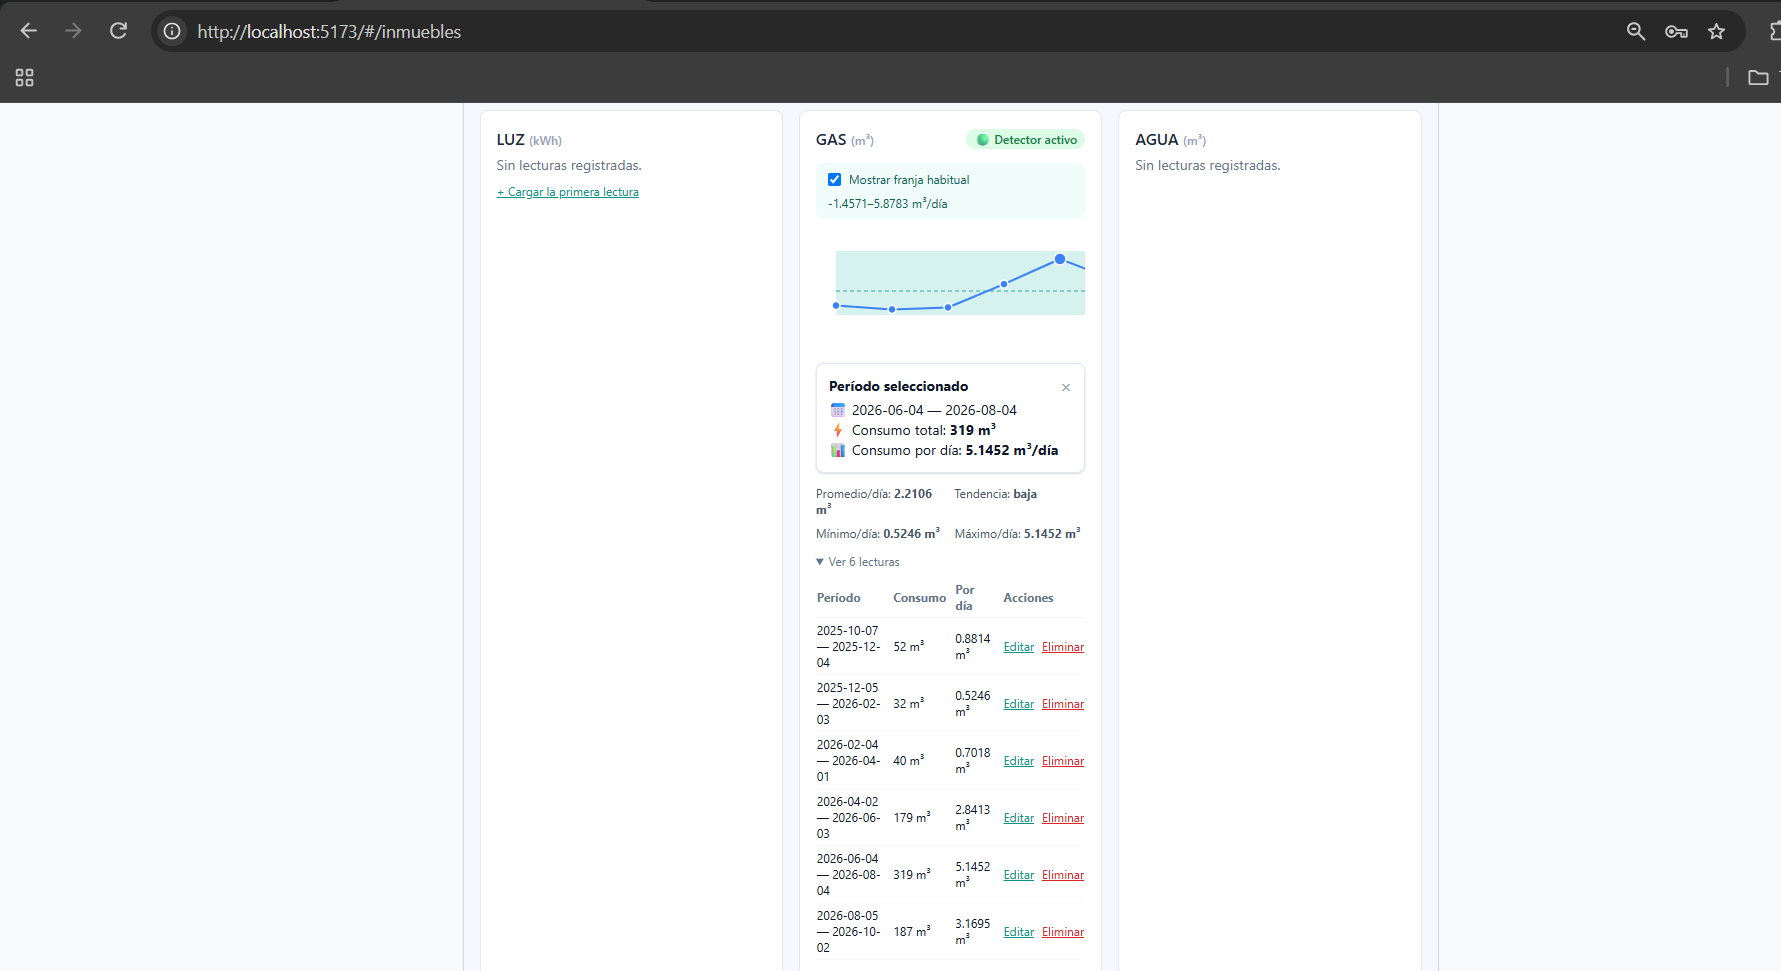 http://localhost:5173/#/inmuebles
LUZ (kWh)
Sin lecturas registradas.
+ Cargar la primera lectura
GAS (m³)
Detector activo
Mostrar franja habitual
-1.4571–5.8783 m³/día
Período seleccionado
×
2026-06-04 — 2026-08-04
Consumo total: 319 m³
Consumo por día: 5.1452 m³/día
Promedio/día: 2.2106
m³
Tendencia: baja
Mínimo/día: 0.5246 m³
Máximo/día: 5.1452 m³
▼ Ver 6 lecturas
Período
Consumo
Por
día
Acciones
2025-10-07
— 2025-12-
04
52 m³
0.8814
m³
Editar
Eliminar
2025-12-05
— 2026-02-
03
32 m³
0.5246
m³
Editar
Eliminar
2026-02-04
— 2026-04-
01
40 m³
0.7018
m³
Editar
Eliminar
2026-04-02
— 2026-06-
03
179 m³
2.8413
m³
Editar
Eliminar
2026-06-04
— 2026-08-
04
319 m³
5.1452
m³
Editar
Eliminar
2026-08-05
— 2026-10-
02
187 m³
3.1695
m³
Editar
Eliminar
AGUA (m³)
Sin lecturas registradas.